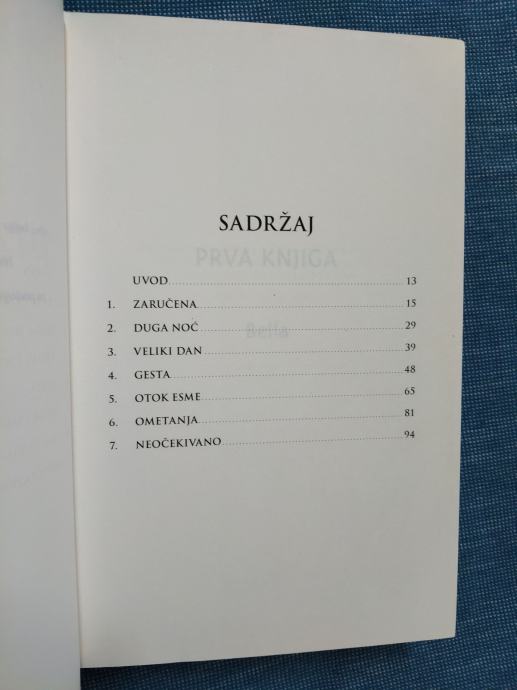 SADRŽAJ
PRVA KNJIGA
UVOD 13
1. ZARUČENA 15
2. DUGA NOĆ 29
Bella
3. VELIKI DAN 39
4. GESTA 48
5. OTOK ESME 65
6. OMETANJA 81
7. NEOČEKIVANO 94